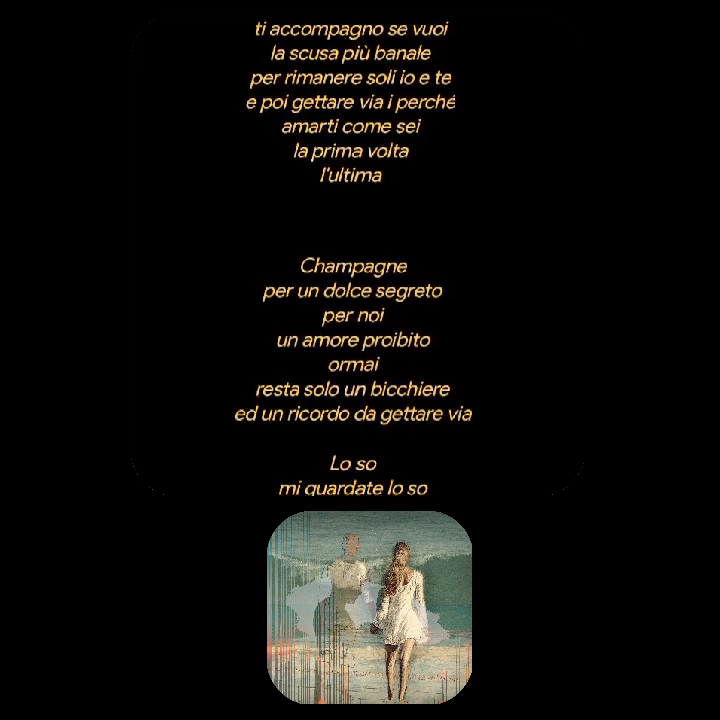 ti accompagno se vuoi
la scusa più banale
per rimanere soli io e te
e poi gettare via i perché
amarti come sei
la prima volta
l'ultima
Champagne
per un dolce segreto
per noi
un amore proibito
ormai
resta solo un bicchiere
ed un ricordo da gettare via
Lo so
mi guardate lo so